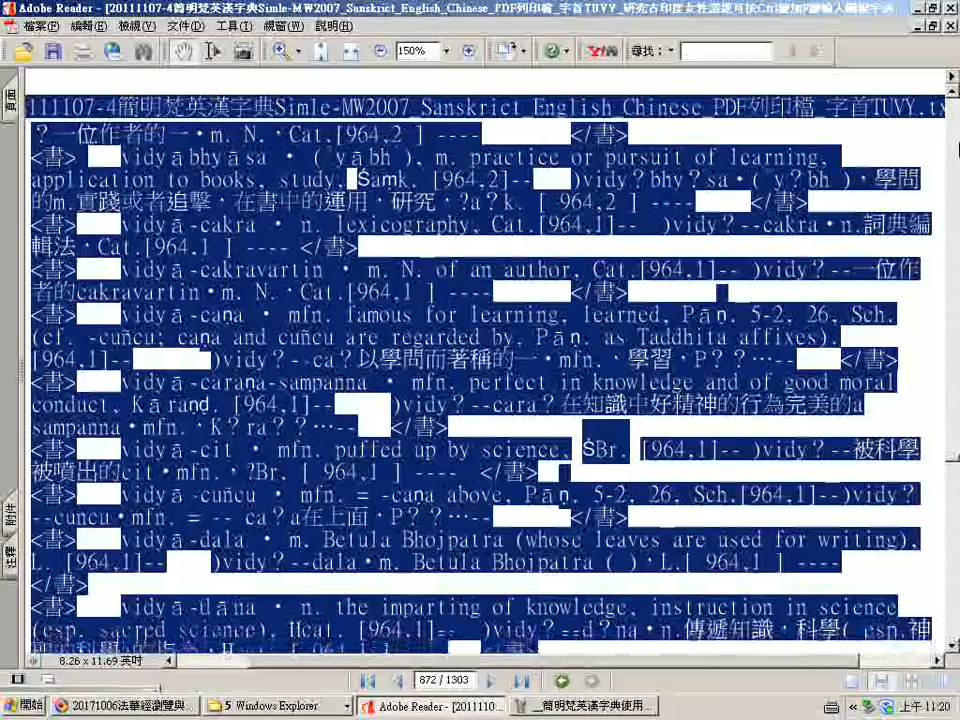 Adobe Reader - [20111107-4簡明梵英漢字典Simle-MW2007_Sanskrict_English_Chinese_PDF列印檔_字首TUVY_
檔案(F) 編輯(E) 檢視(V) 文件(D) 工具(T) 視窗(W) 說明(H)
150% 尋找：
頁面
111107-4簡明梵英漢字典Simle-MW2007_Sanskrict_English_Chinese_PDF列印檔_字首TUVY.tx
？一位作者的一‧m. N.‧Cat.[964,2 ] ---- </書>
<書> vidyābhyāsa ‧ (°yābh°), m. practice or pursuit of learning,
application to books, study, Śaṃk. [964,2]-- )vidy？bhy？sa‧(°y？bh°)，學問
的m.實踐或者追擊，在書中的運用，研究，?a？k. [ 964,2 ] ---- </書>
<書> vidyā-cakra ‧ n. lexicography, Cat.[964,1]-- )vidy？--cakra‧n.詞典編
輯法，Cat.[964,1 ] ---- </書>
<書> vidyā-cakravartin ‧ m. N. of an author, Cat.[964,1]-- )vidy？--一位作
者的cakravartin‧m. N.‧Cat.[964,1 ] ---- </書>
<書> vidyā-caṇa ‧ mfn. famous for learning, learned, Pāṇ. 5-2, 26, Sch.
(cf. -cuñcu; caṇa and cuñcu are regarded by, Pāṇ. as Taddhita affixes).
[964,1]-- )vidy？--ca？以學問而著稱的一‧mfn.，學習，P？？…-- </書>
<書> vidyā-caraṇa-sampanna ‧ mfn. perfect in knowledge and of good moral
conduct, Kāraṇḍ. [964,1]-- )vidy？--cara？在知識中好精神的行為完美的a
sampanna‧mfn.‧K？ra？？…-- </書>
<書> vidyā-cit ‧ mfn. puffed up by science, ŚBr. [964,1]-- )vidy？--被科學
被噴出的cit‧mfn.‧?Br. [ 964,1 ] ---- </書>
<書> vidyā-cuñcu ‧ mfn. = -caṇa above, Pāṇ. 5-2, 26, Sch.[964,1]--)vidy？
--cuncu‧mfn. = -- ca？a在上面，P？？…-- </書>
<書> vidyā-dala ‧ m. Betula Bhojpatra (whose leaves are used for writing),
L. [964,1]-- )vidy？--dala‧m. Betula Bhojpatra ( )‧L.[ 964,1 ] ----
</書>
<書> vidyā-dāna ‧ n. the imparting of knowledge, instruction in science
(esp. sacred science), Hcat. [964,1]-- )vidy？--d？na‧n.傳遞知識，科學( esp.神
附件
註釋
8.26 x 11.69 英吋
872 / 1303
開始 20171006法華經瀏覽與... 5 Windows Explorer Adobe Reader - [2011110... __簡明梵英字典使用... 上午 11:20